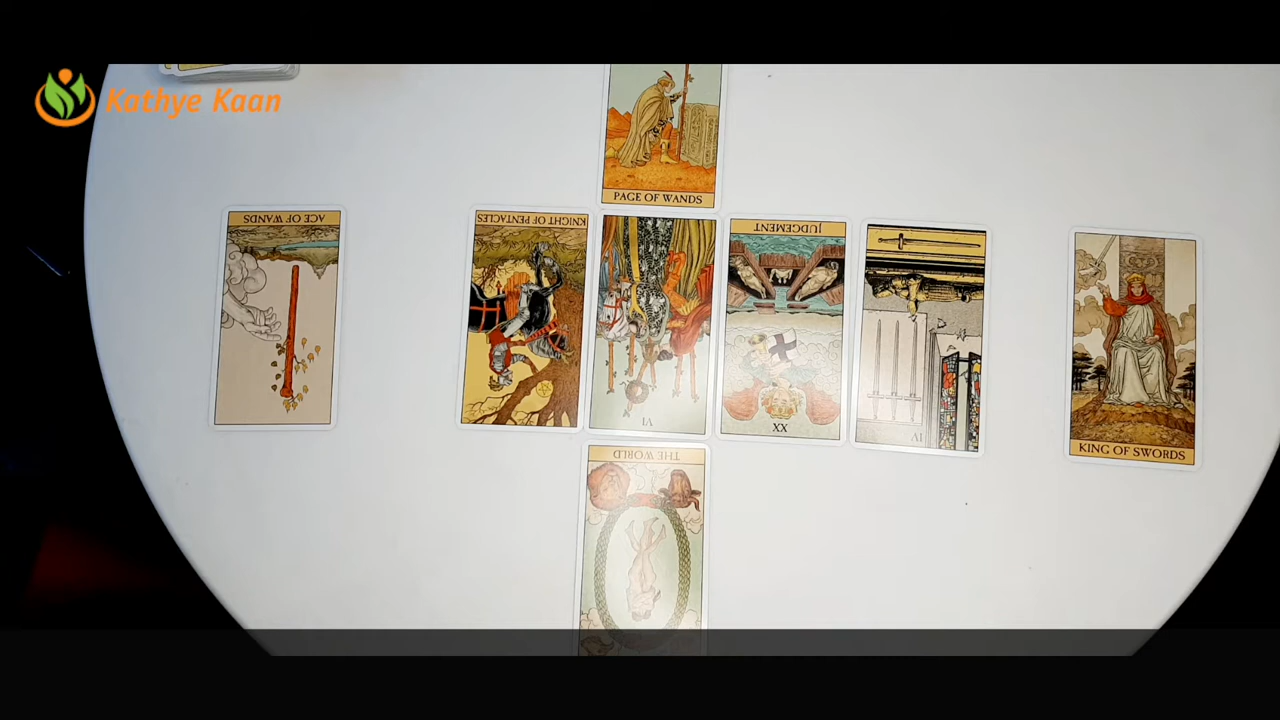 Kathye Kaan
PAGE OF WANDS
ACE OF WANDS
KNIGHT OF PENTACLES
JUDGEMENT
KING OF SWORDS
VI
XX
IV
THE WORLD